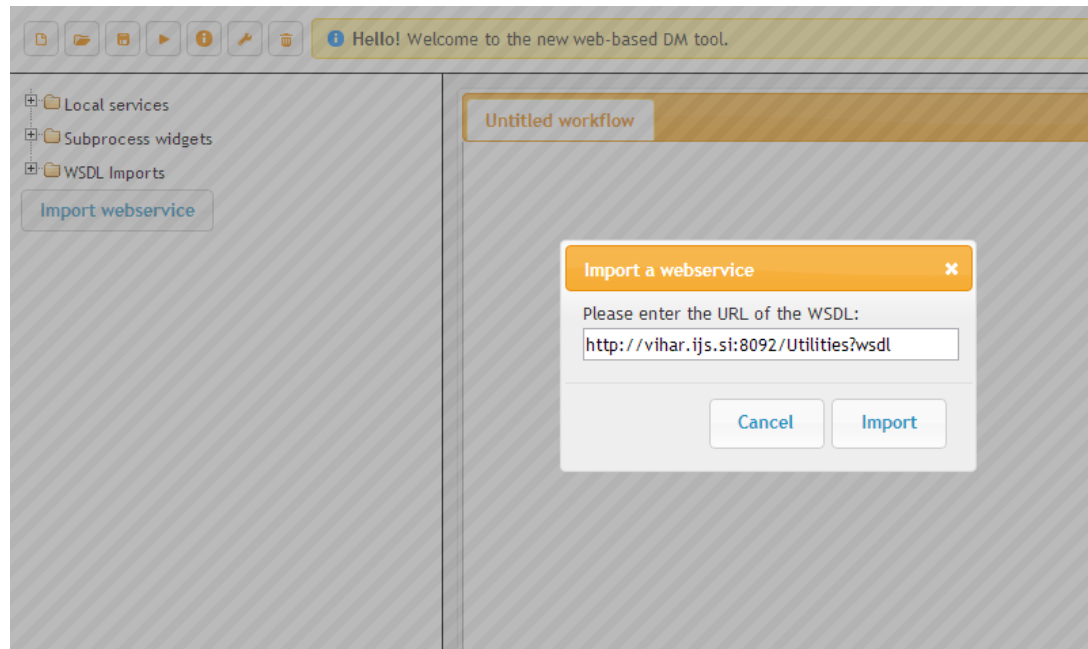 Hello! Welcome to the new web-based DM tool.
Local services
Subprocess widgets
WSDL Imports
Import webservice
Untitled workflow
Import a webservice
Please enter the URL of the WSDL:
http://vihar.ijs.si:8092/Utilities?wsdl
Cancel Import